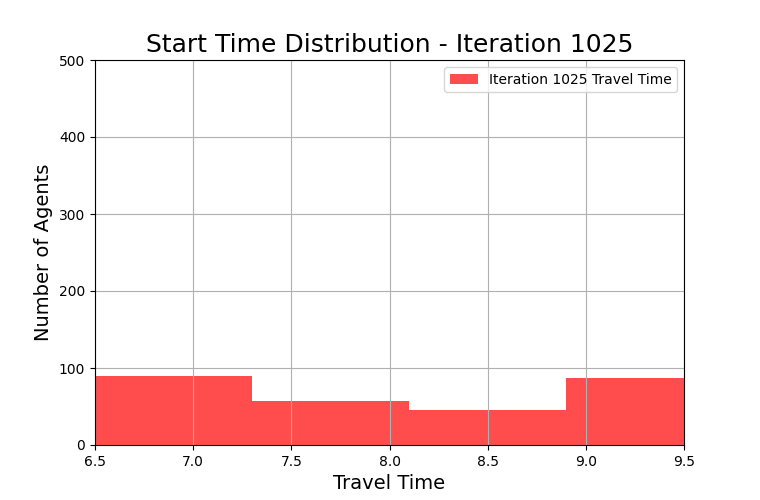 Start Time Distribution - Iteration 1025
Iteration 1025 Travel Time
Number of Agents
500
400
300
200
100
0
6.5 7.0 7.5 8.0 8.5 9.0 9.5
Travel Time